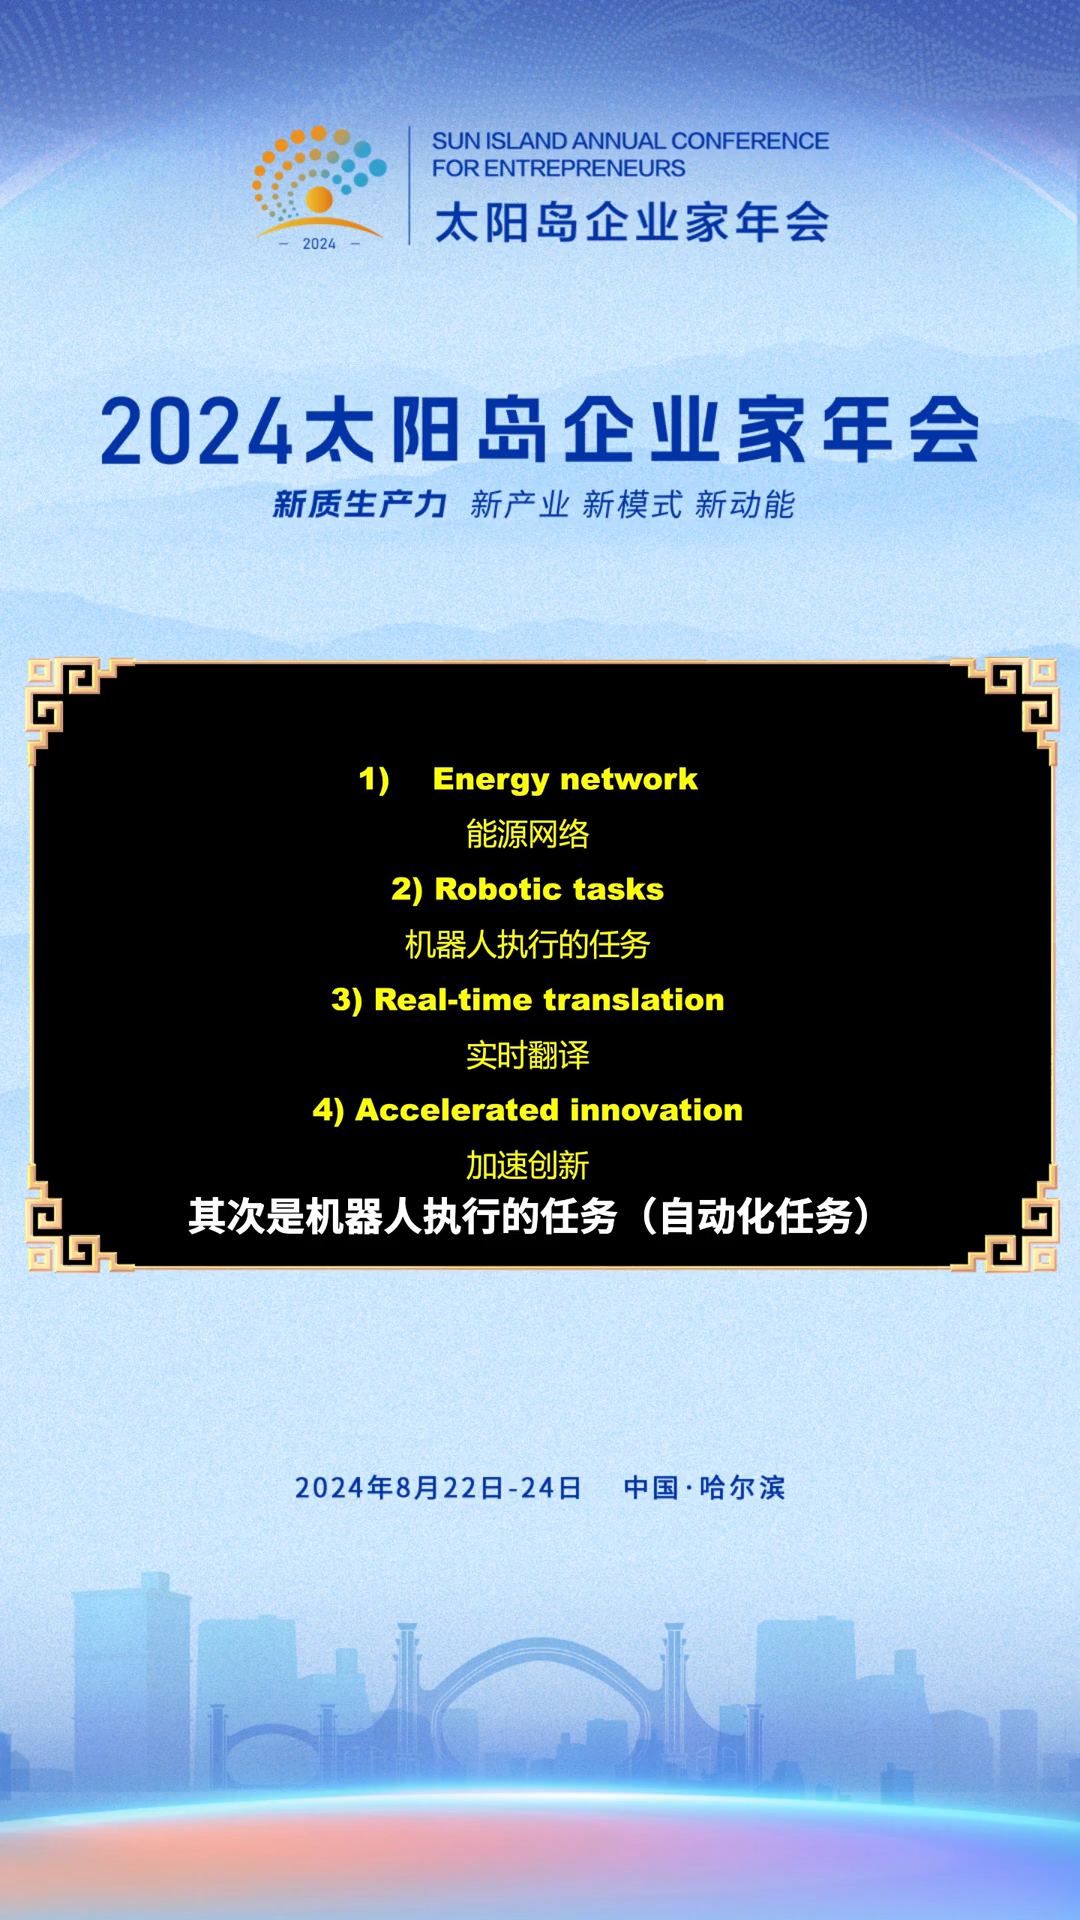 SUN ISLAND ANNUAL CONFERENCE
FOR ENTREPRENEURS
太阳岛企业家年会
2024
2024太阳岛企业家年会
新质生产力 新产业 新模式 新动能
1) Energy network
能源网络
2) Robotic tasks
机器人执行的任务
3) Real-time translation
实时翻译
4) Accelerated innovation
加速创新
其次是机器人执行的任务（自动化任务）
2024年8月22日-24日 中国·哈尔滨